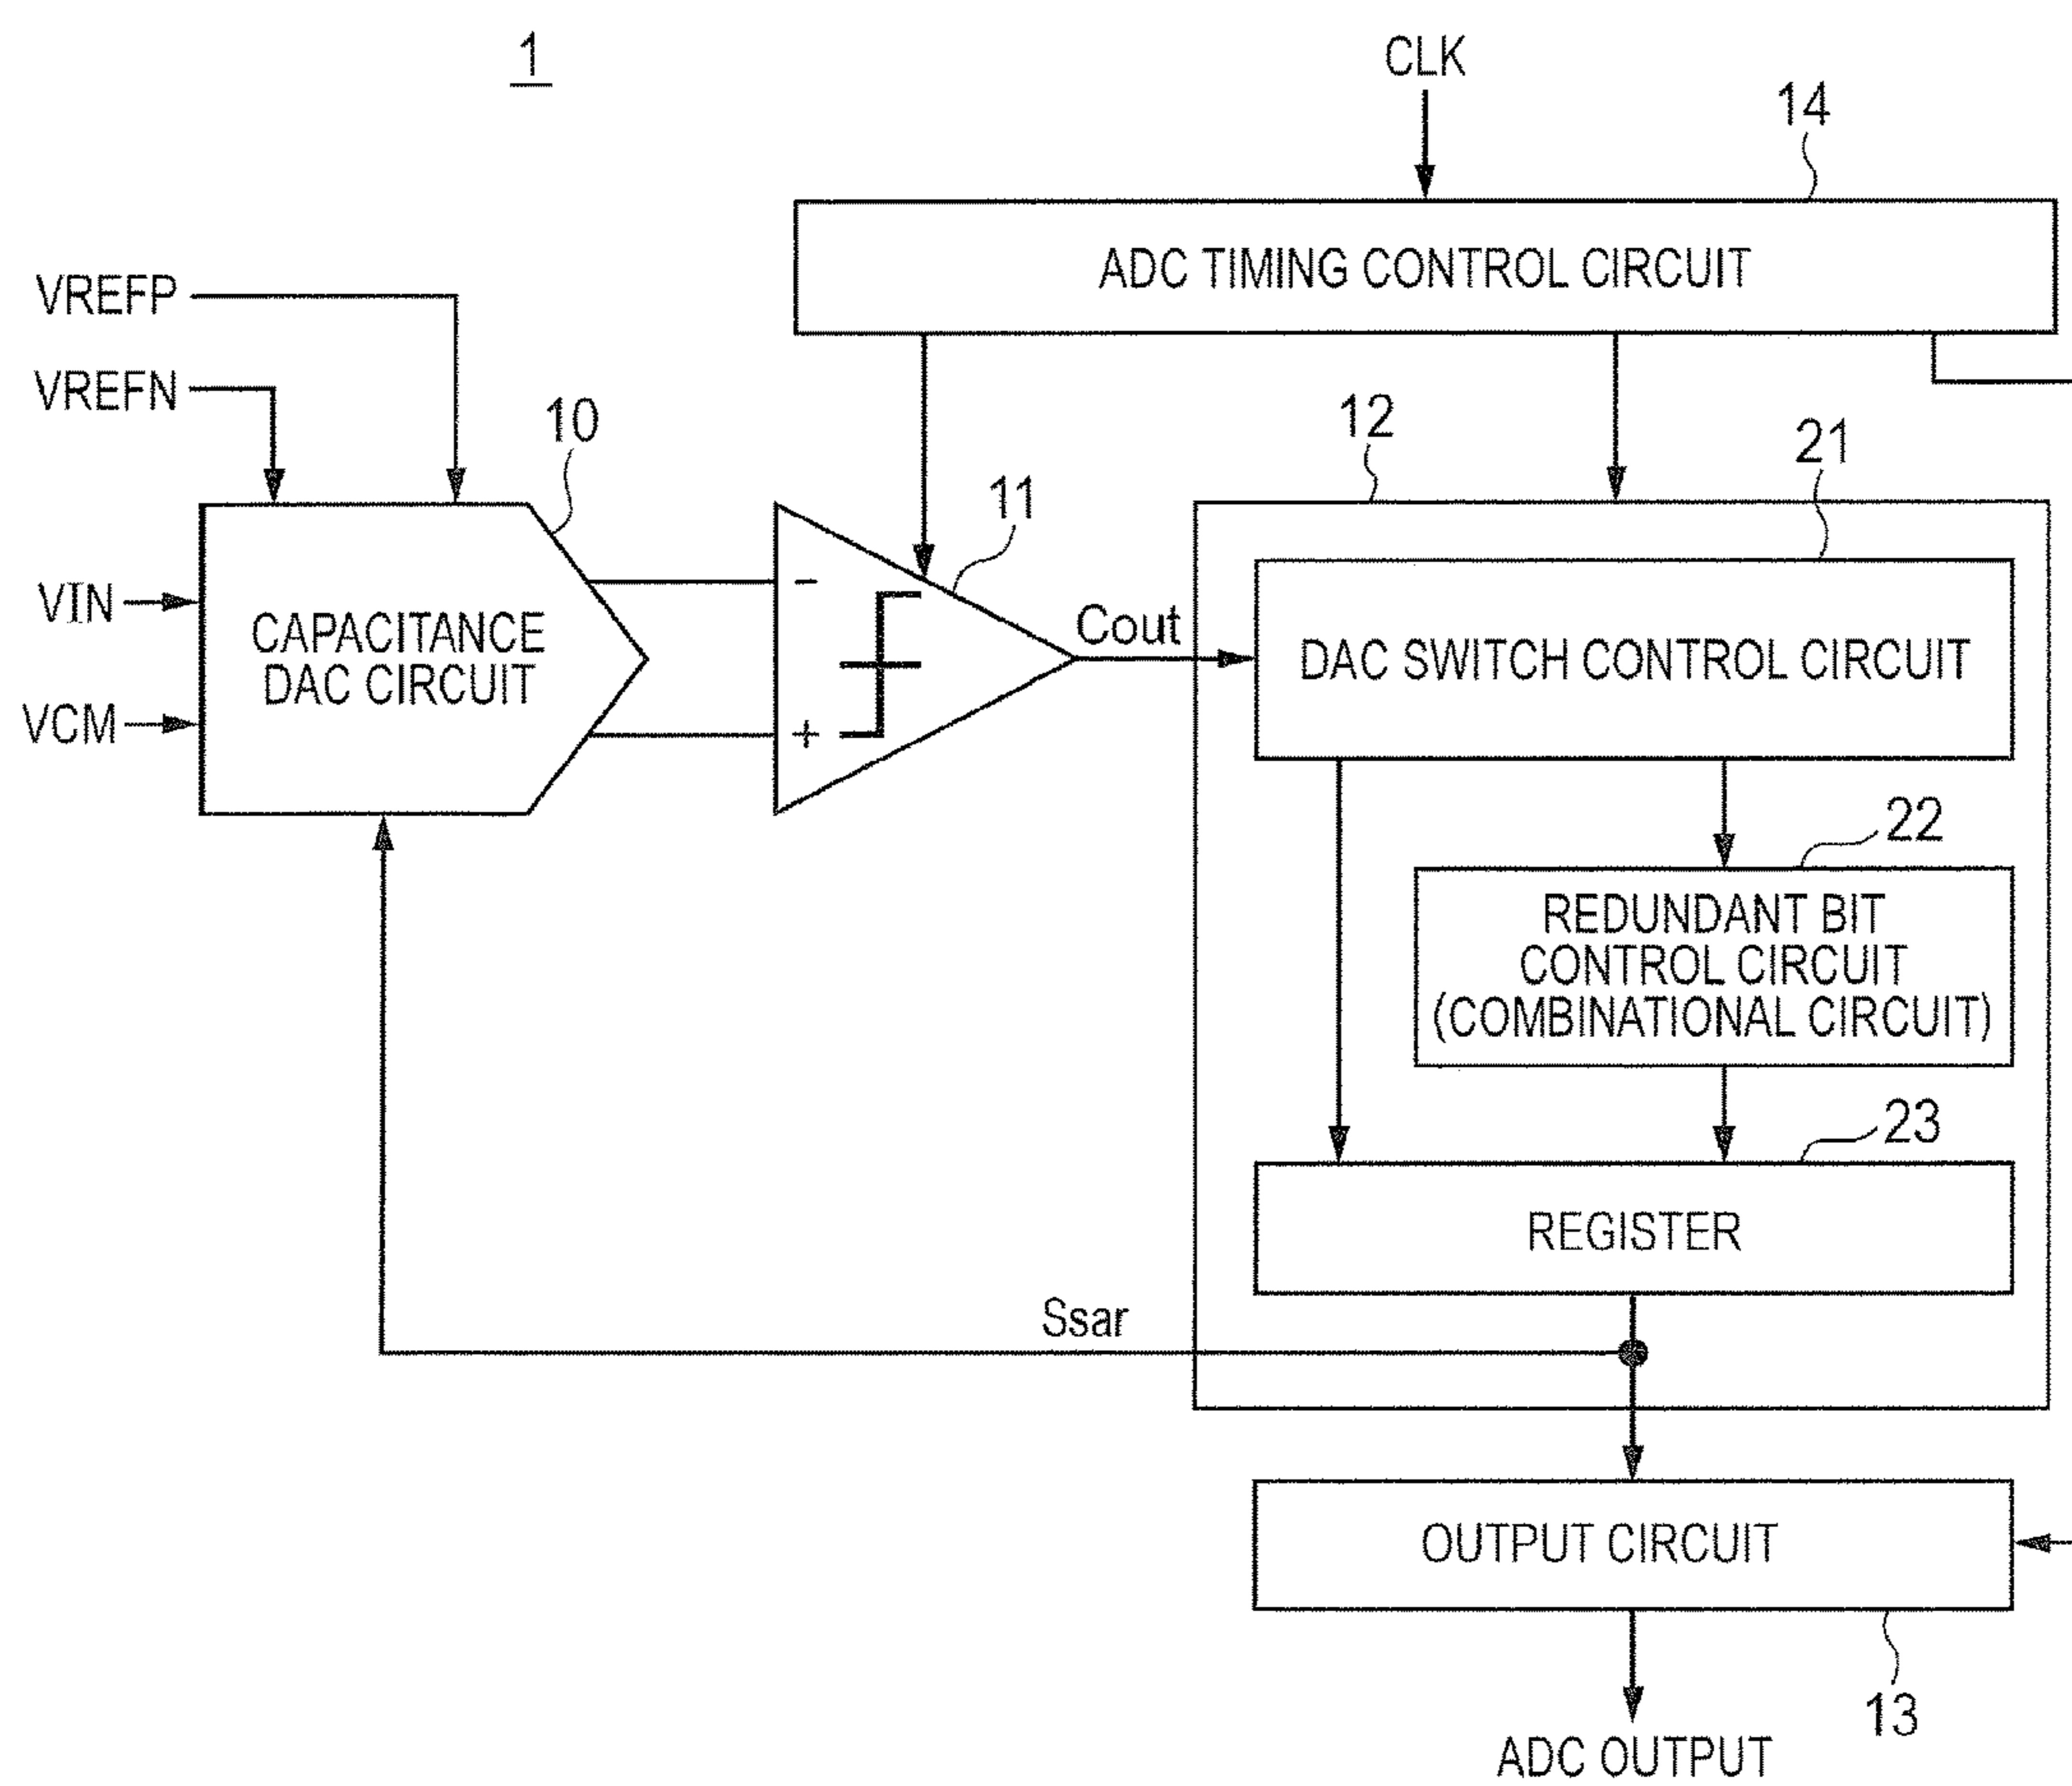 1
CLK
14
ADC TIMING CONTROL CIRCUIT
VREFP
VREFN
10
12
21
11
VIN
VCM
CAPACITANCE
DAC CIRCUIT
-
+
Cout
DAC SWITCH CONTROL CIRCUIT
22
REDUNDANT BIT
CONTROL CIRCUIT
(COMBINATIONAL CIRCUIT)
23
REGISTER
Ssar
OUTPUT CIRCUIT
13
ADC OUTPUT